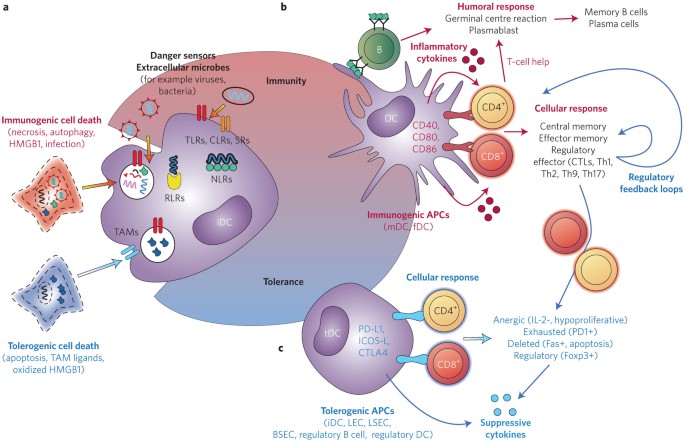 a
Danger sensors
Extracellular microbes
(for example viruses,
bacteria)
Immunity
Immunogenic cell death
(necrosis, autophagy,
HMGB1, infection)
TLRs, CLRs, SRs
NLRs
RLRs
iDC
TAMs
Tolerance
Tolerogenic cell death
(apoptosis, TAM ligands,
oxidized HMGB1)
b
B
Humoral response
Germinal centre reaction
Plasmablast
Memory B cells
Plasma cells
Inflammatory
cytokines
T-cell help
DC
CD40,
CD80,
CD86
CD4+
CD8+
Immunogenic APCs
(mDC, fDC)
Cellular response
Central memory
Effector memory
Regulatory
effector (CTLs, Th1,
Th2, Th9, Th17)
Regulatory
feedback loops
c
tDC
PD-L1,
ICOS-L,
CTLA4
Cellular response
CD4+
CD8+
Tolerogenic APCs
(iDC, LEC, LSEC,
BSEC, regulatory B cell, regulatory DC)
Anergic (IL-2-, hypoproliferative)
Exhausted (PD1+)
Deleted (Fas+, apoptosis)
Regulatory (Foxp3+)
Suppressive
cytokines